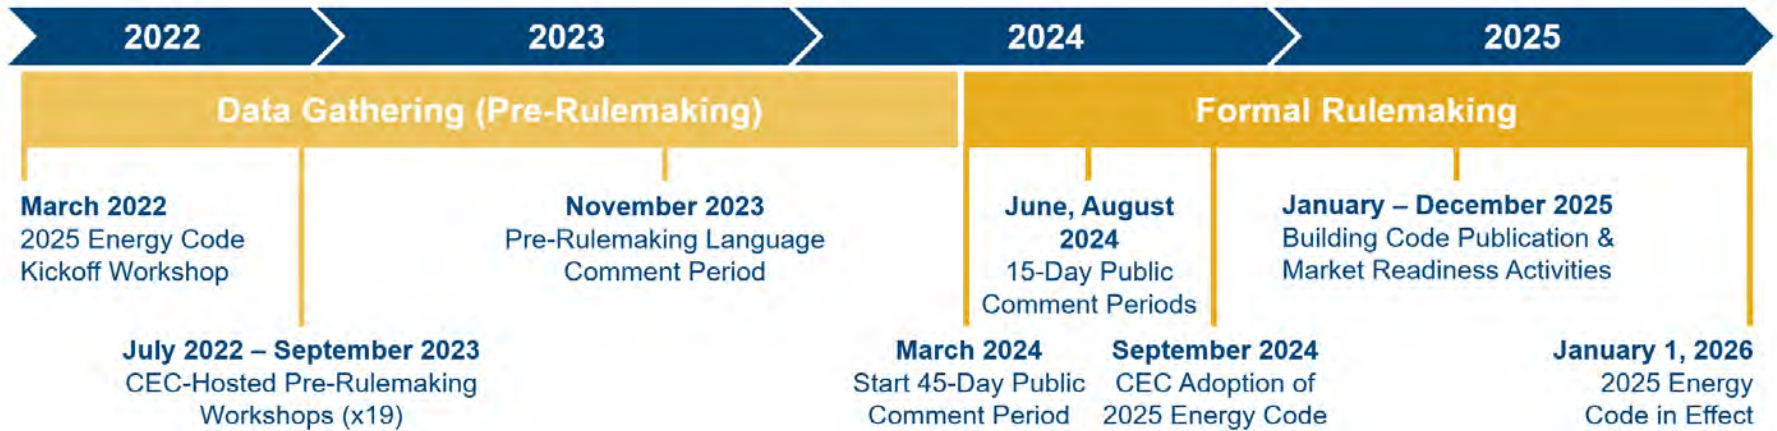 2022
2023
2024
2025
Data Gathering (Pre-Rulemaking)
Formal Rulemaking
March 2022
2025 Energy Code
Kickoff Workshop
July 2022 – September 2023
CEC-Hosted Pre-Rulemaking
Workshops (x19)
November 2023
Pre-Rulemaking Language
Comment Period
March 2024
Start 45-Day Public
Comment Period
June, August
2024
15-Day Public
Comment Periods
September 2024
CEC Adoption of
2025 Energy Code
January – December 2025
Building Code Publication &
Market Readiness Activities
January 1, 2026
2025 Energy
Code in Effect